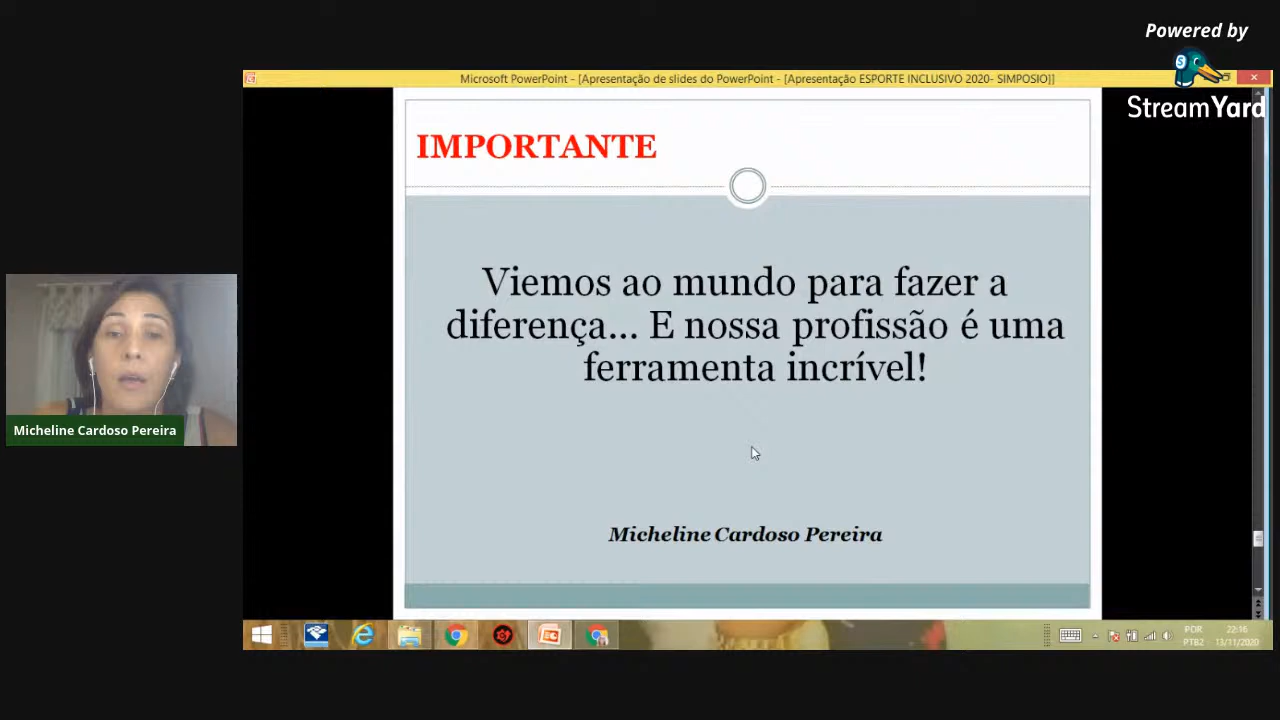 Powered by
StreamYard
Microsoft PowerPoint - [Apresentação de slides do PowerPoint - [Apresentação ESPORTE INCLUSIVO 2020- SIMPOSIO]]
IMPORTANTE
Viemos ao mundo para fazer a
diferença... E nossa profissão é uma
ferramenta incrível!
Micheline Cardoso Pereira
Micheline Cardoso Pereira
POR
PTB2
22:16
13/11/2020